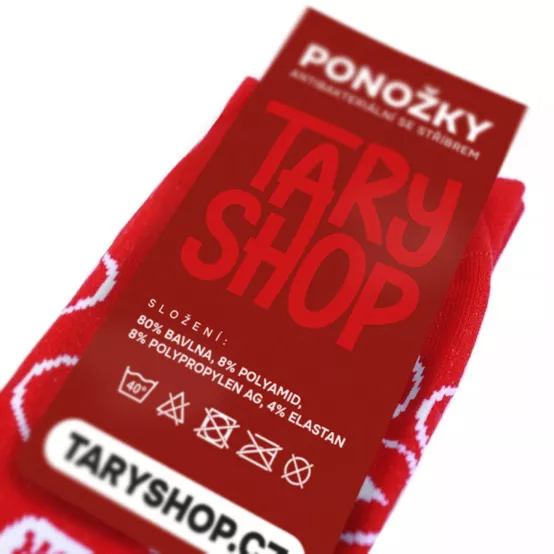 PONOŽKY
ANTIBAKTERIÁLNÍ SE STŘÍBREM
TARY
SHOP
SLOŽENÍ:
80% BAVLNA, 8% POLYAMID,
8% POLYPROPYLEN AG, 4% ELASTAN
40°
TARYSHOP.CZ